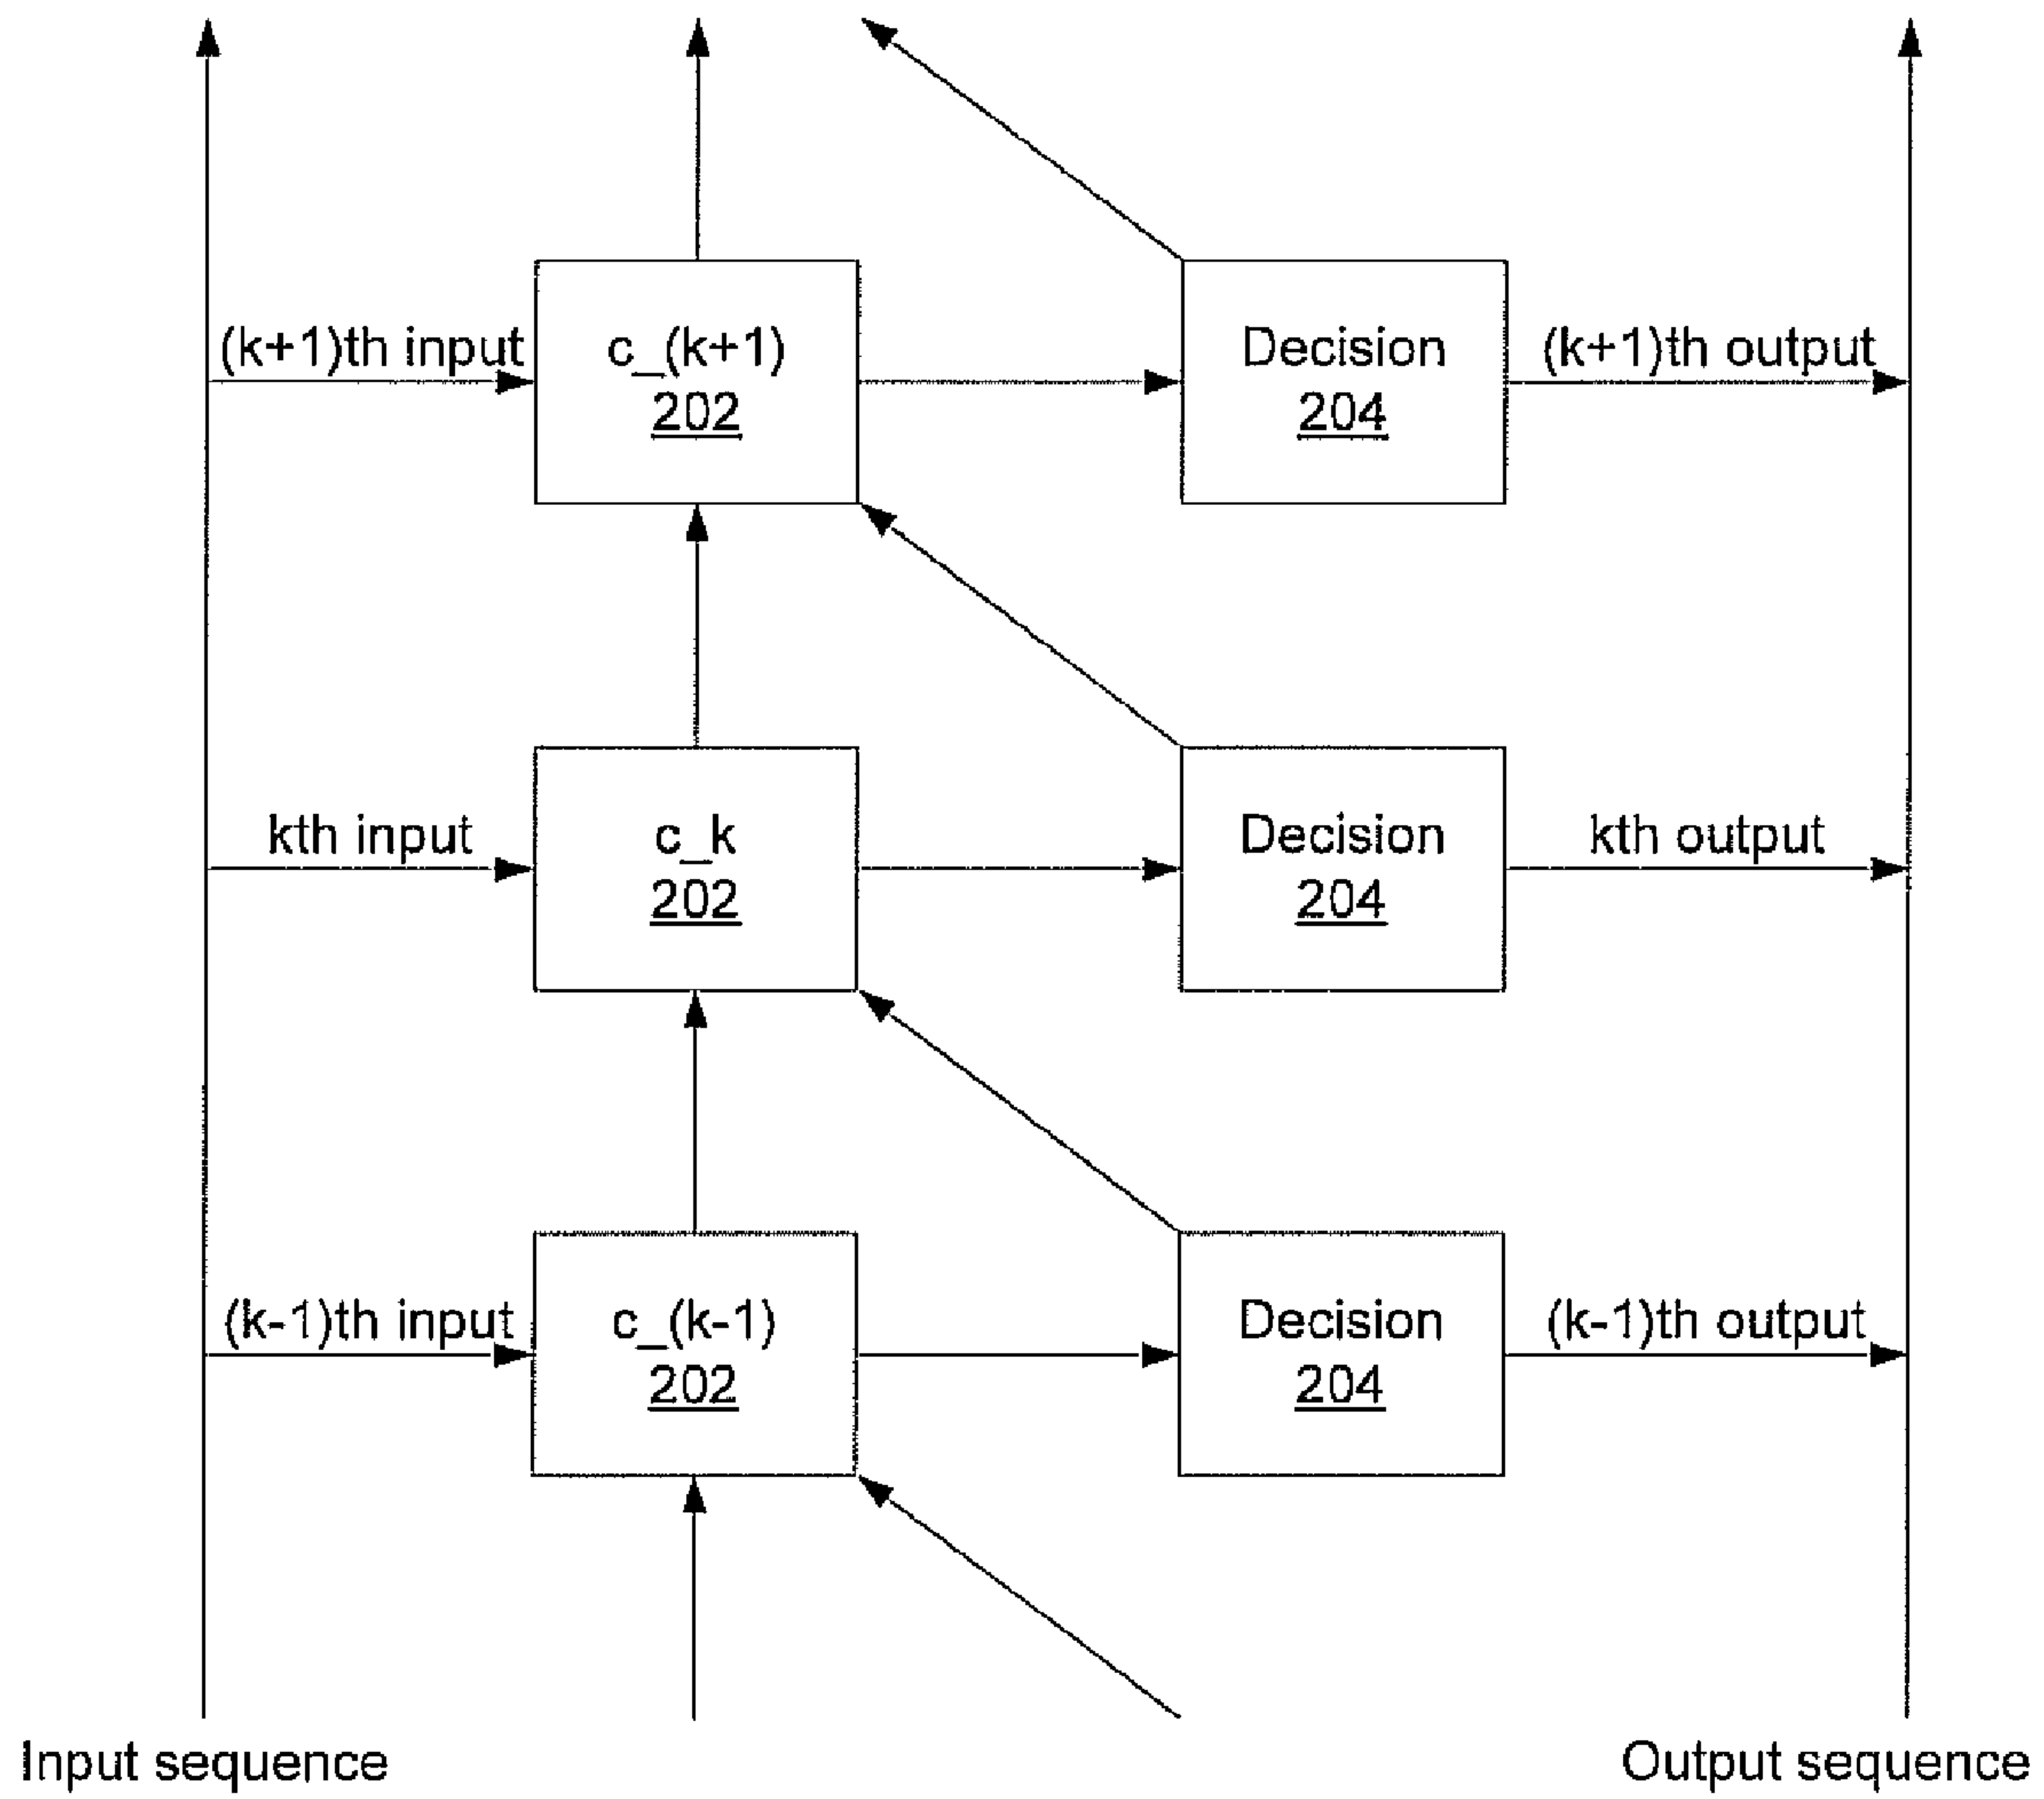 (k+1)th input
c_(k+1)
202
Decision
204
(k+1)th output
kth input
c_k
202
Decision
204
kth output
(k-1)th input
c_(k-1)
202
Decision
204
(k-1)th output
Input sequence
Output sequence